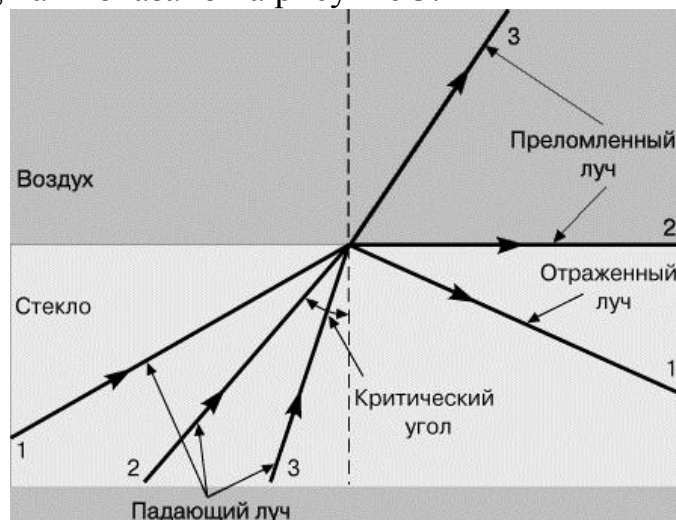 3
Преломленный
луч
Воздух
2
Отраженный
луч
Стекло
1
Критический
угол
1
2
3
Падающий луч